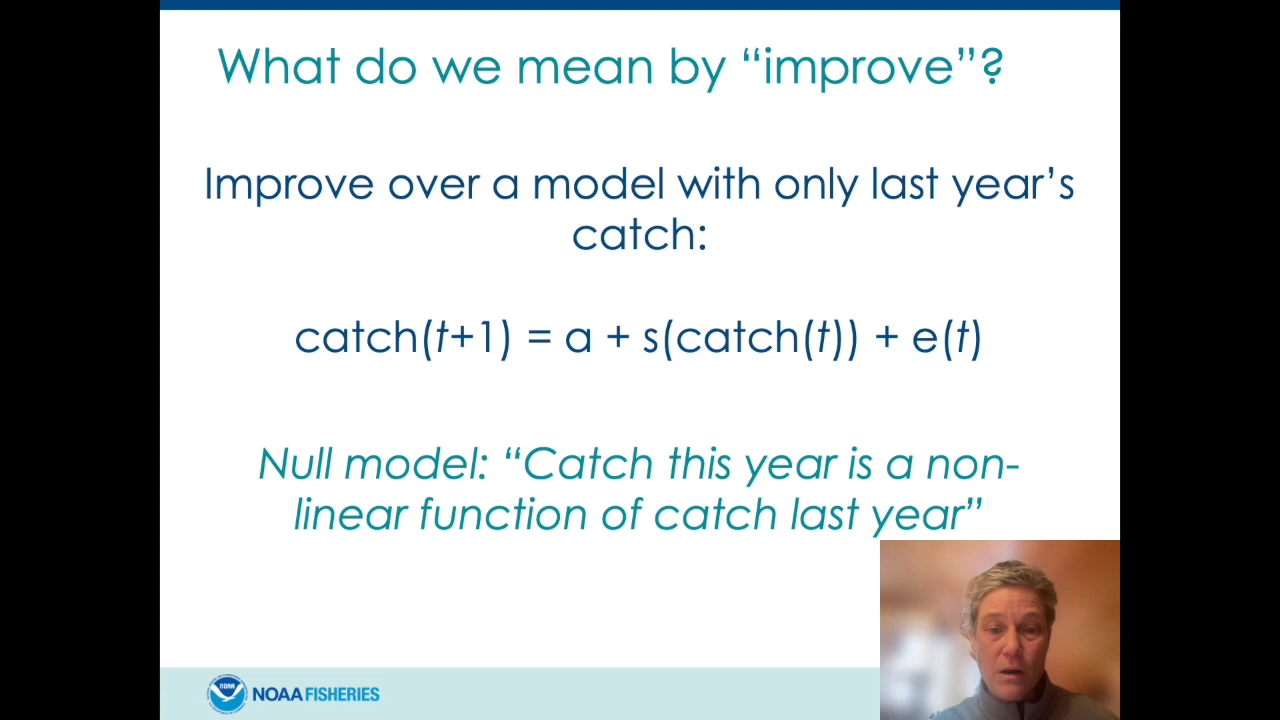 What do we mean by “improve”?
Improve over a model with only last year’s
catch:
catch(t+1) = a + s(catch(t)) + e(t)
Null model: “Catch this year is a non-
linear function of catch last year”
NOAA
NOAA FISHERIES